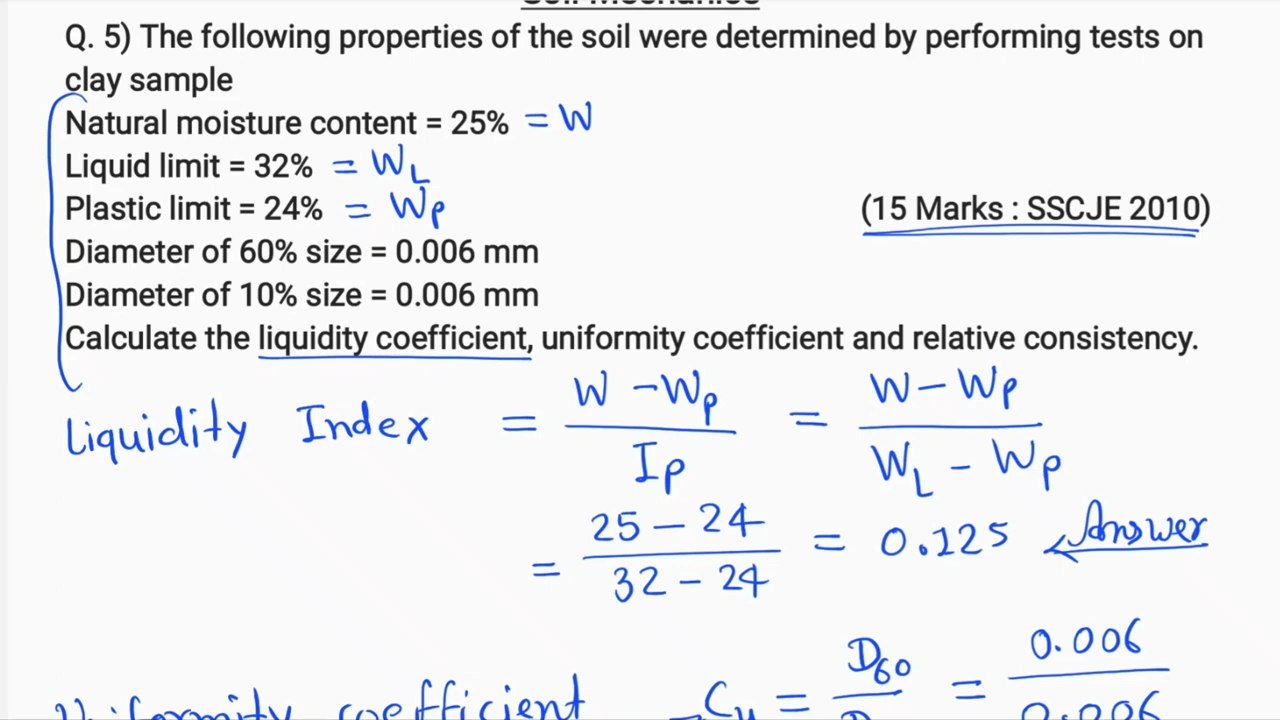 Soil Mechanics
Q. 5) The following properties of the soil were determined by performing tests on
clay sample
Natural moisture content = 25% = W
Liquid limit = 32% = W_L
Plastic limit = 24% = W_P
(15 Marks : SSCJE 2010)
Diameter of 60% size = 0.006 mm
Diameter of 10% size = 0.006 mm
Calculate the liquidity coefficient, uniformity coefficient and relative consistency.
Liquidity Index = (W - W_P) / I_P = (W - W_P) / (W_L - W_P)
= (25 - 24) / (32 - 24) = 0.125 ← Answer
Uniformity coefficient C_u = D_60 / = 0.006 / 0.006